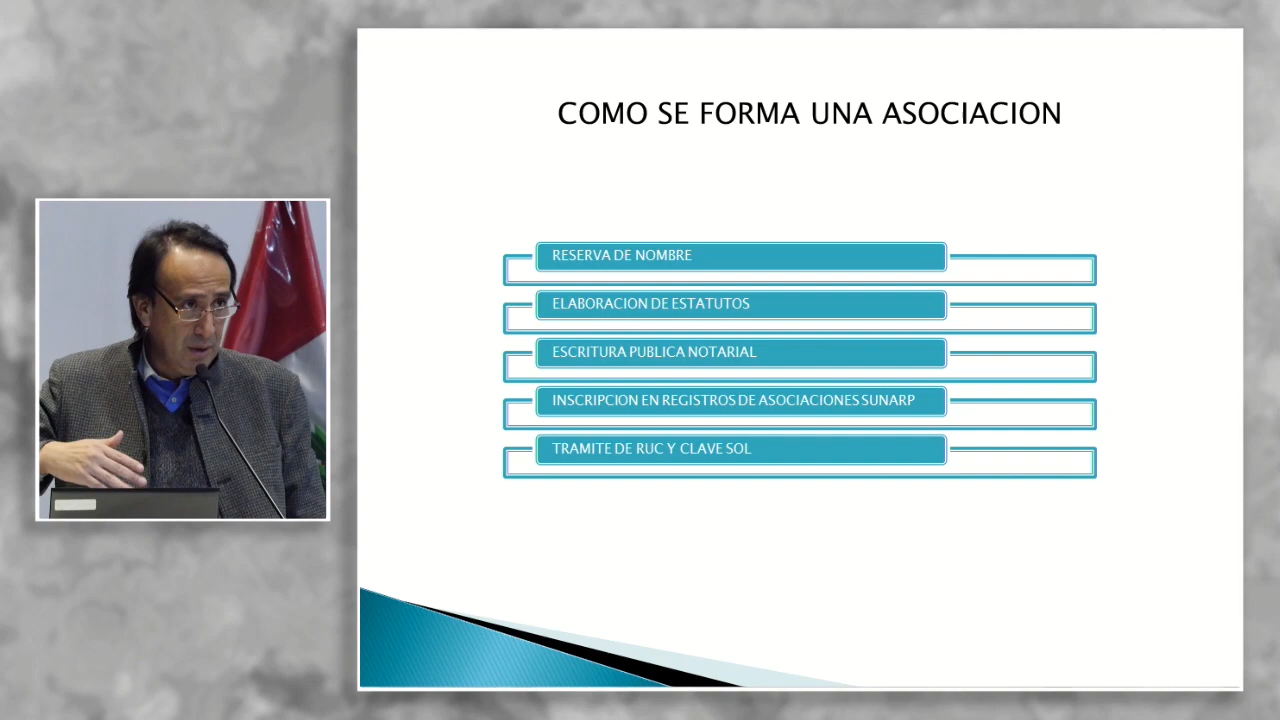 COMO SE FORMA UNA ASOCIACION
RESERVA DE NOMBRE
ELABORACION DE ESTATUTOS
ESCRITURA PUBLICA NOTARIAL
INSCRIPCION EN REGISTROS DE ASOCIACIONES SUNARP
TRAMITE DE RUC Y CLAVE SOL